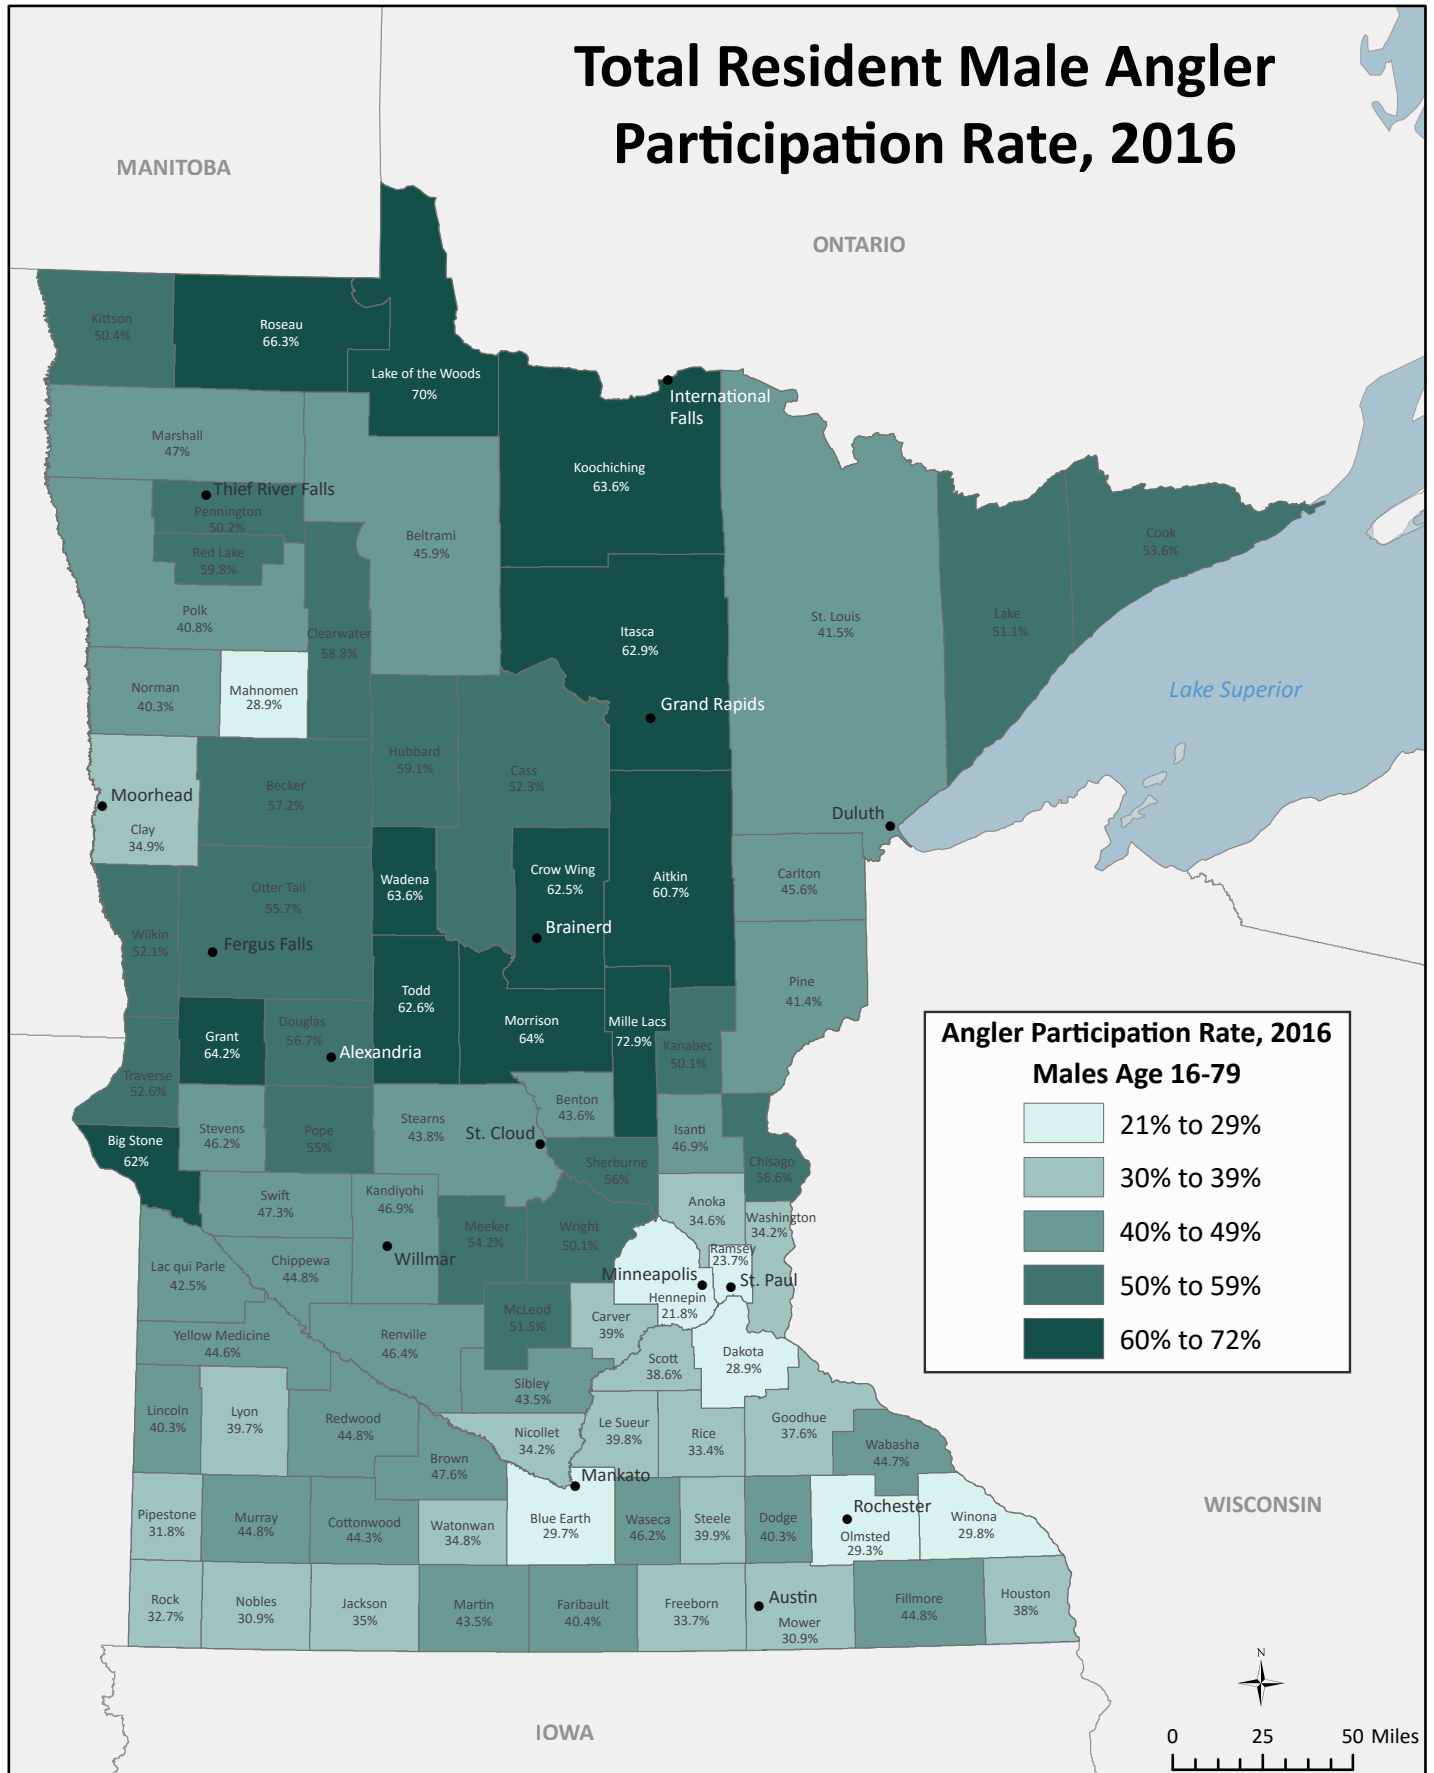 Total Resident Male Angler
Participation Rate, 2016
MANITOBA
ONTARIO
Kittson
50.4%
Roseau
66.3%
Lake of the Woods
70%
International
Falls
Marshall
47%
Koochiching
63.6%
Thief River Falls
Pennington
50.2%
Red Lake
59.8%
Beltrami
45.9%
Cook
53.6%
Polk
40.8%
Clearwater
58.8%
St. Louis
41.5%
Lake
51.1%
Itasca
62.9%
Norman
40.3%
Mahnomen
28.9%
Grand Rapids
Lake Superior
Hubbard
59.1%
Cass
52.3%
Becker
57.2%
Moorhead
Clay
34.9%
Duluth
Wadena
63.6%
Crow Wing
62.5%
Aitkin
60.7%
Carlton
45.6%
Otter Tail
55.7%
Brainerd
Wilkin
52.1%
Fergus Falls
Todd
62.6%
Pine
41.4%
Grant
64.2%
Douglas
56.7%
Alexandria
Morrison
64%
Mille Lacs
72.9%
Kanabec
50.1%
Traverse
52.6%
Angler Participation Rate, 2016
Males Age 16-79
21% to 29%
30% to 39%
40% to 49%
50% to 59%
60% to 72%
Benton
43.6%
Stevens
46.2%
Pope
55%
Stearns
43.8%
St. Cloud
Isanti
46.9%
Big Stone
62%
Sherburne
56%
Chisago
56.6%
Swift
47.3%
Kandiyohi
46.9%
Willmar
Meeker
54.2%
Wright
50.1%
Anoka
34.6%
Washington
34.2%
Ramsey
23.7%
Lac qui Parle
42.5%
Chippewa
44.8%
Minneapolis
St. Paul
Hennepin
21.8%
McLeod
51.5%
Carver
39%
Yellow Medicine
44.6%
Renville
46.4%
Scott
38.6%
Dakota
28.9%
Sibley
43.5%
Lincoln
40.3%
Lyon
39.7%
Redwood
44.8%
Nicollet
34.2%
Le Sueur
39.8%
Rice
33.4%
Goodhue
37.6%
Wabasha
44.7%
Brown
47.6%
Mankato
Pipestone
31.8%
Murray
44.8%
Cottonwood
44.3%
Watonwan
34.8%
Blue Earth
29.7%
Waseca
46.2%
Steele
39.9%
Dodge
40.3%
Rochester
Olmsted
29.3%
Winona
29.8%
WISCONSIN
Rock
32.7%
Nobles
30.9%
Jackson
35%
Martin
43.5%
Faribault
40.4%
Freeborn
33.7%
Austin
Mower
30.9%
Fillmore
44.8%
Houston
38%
N
IOWA
0 25 50 Miles